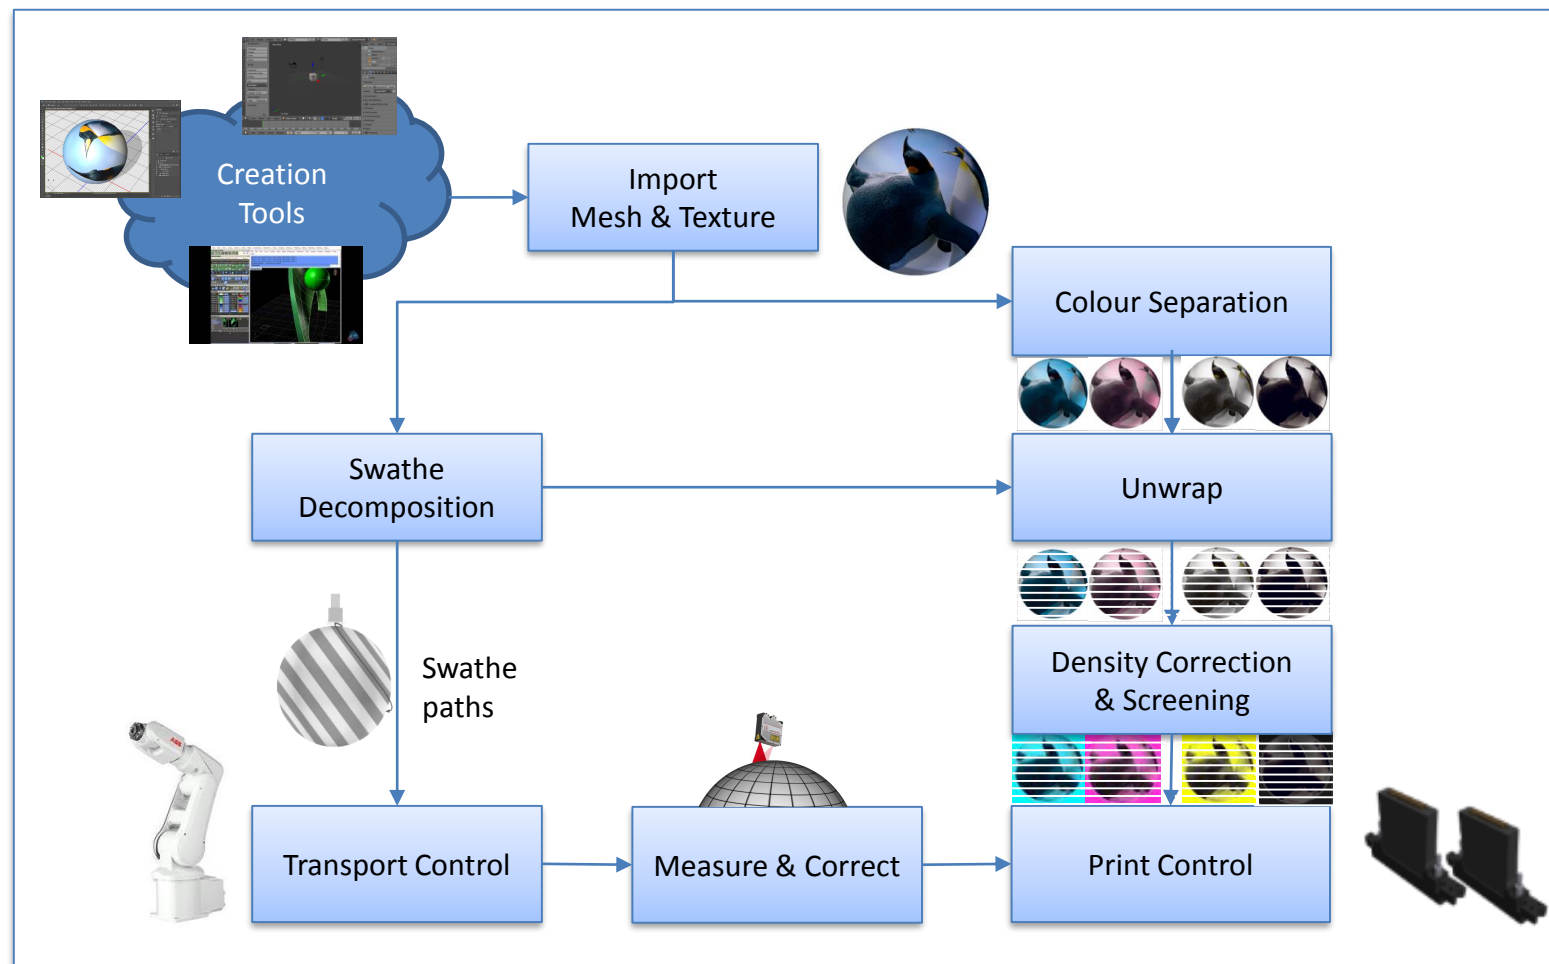 Creation
Tools
Import
Mesh & Texture
Colour Separation
Swathe
Decomposition
Unwrap
Swathe
paths
Density Correction
& Screening
ABB
Transport Control
Measure & Correct
Print Control